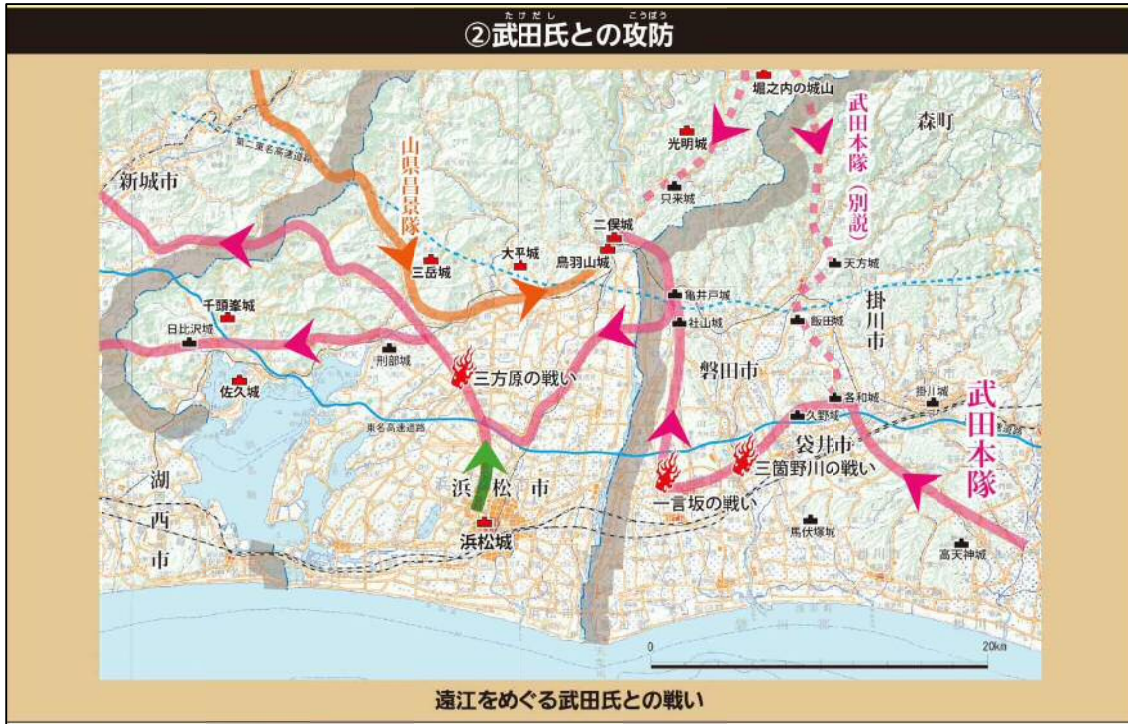 たけだし こうぼう
②武田氏との攻防
堀之内の城山
武田本隊（別説）
森町
光明城
第二東名高速道路
山県昌景隊
新城市
只来城
二俣城
大平城
鳥羽山城
三岳城
天方城
掛川市
亀井戸城
千頭峯城
社山城
飯田城
日比沢城
刑部城
磐田市
三方原の戦い
佐久城
各和城
掛川城
武田本隊
久野城
東名高速道路
袋井市
三箇野川の戦い
湖西市
浜松市
一言坂の戦い
浜松城
馬伏塚城
高天神城
0
20km
遠江をめぐる武田氏との戦い